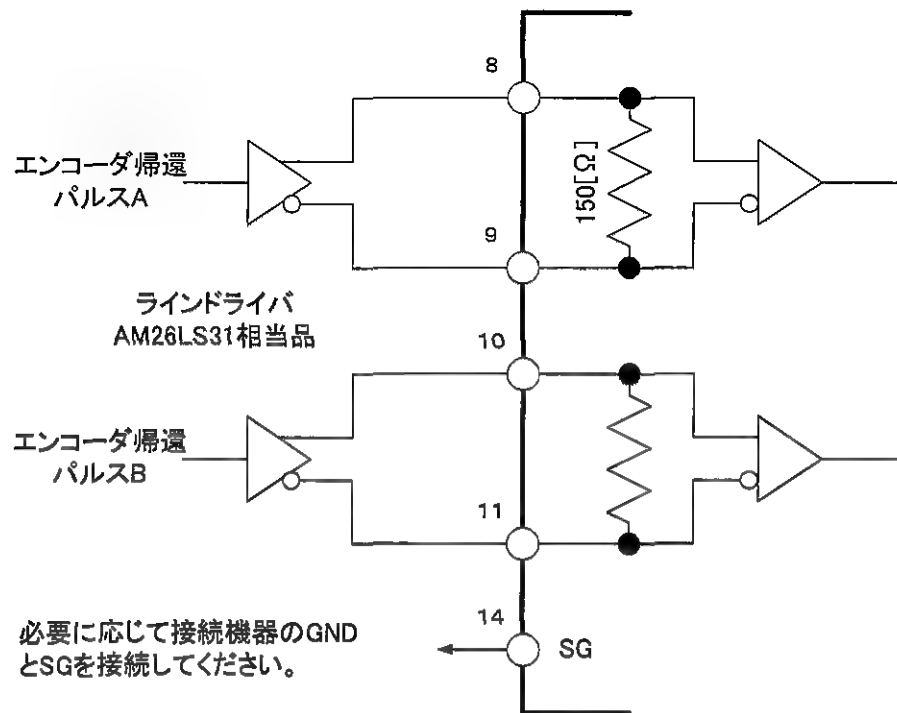 8
エンコーダ帰還
パルスA
150[Ω]
9
ラインドライバ
AM26LS31相当品
10
エンコーダ帰還
パルスB
11
14
必要に応じて接続機器のGND
とSGを接続してください。
SG